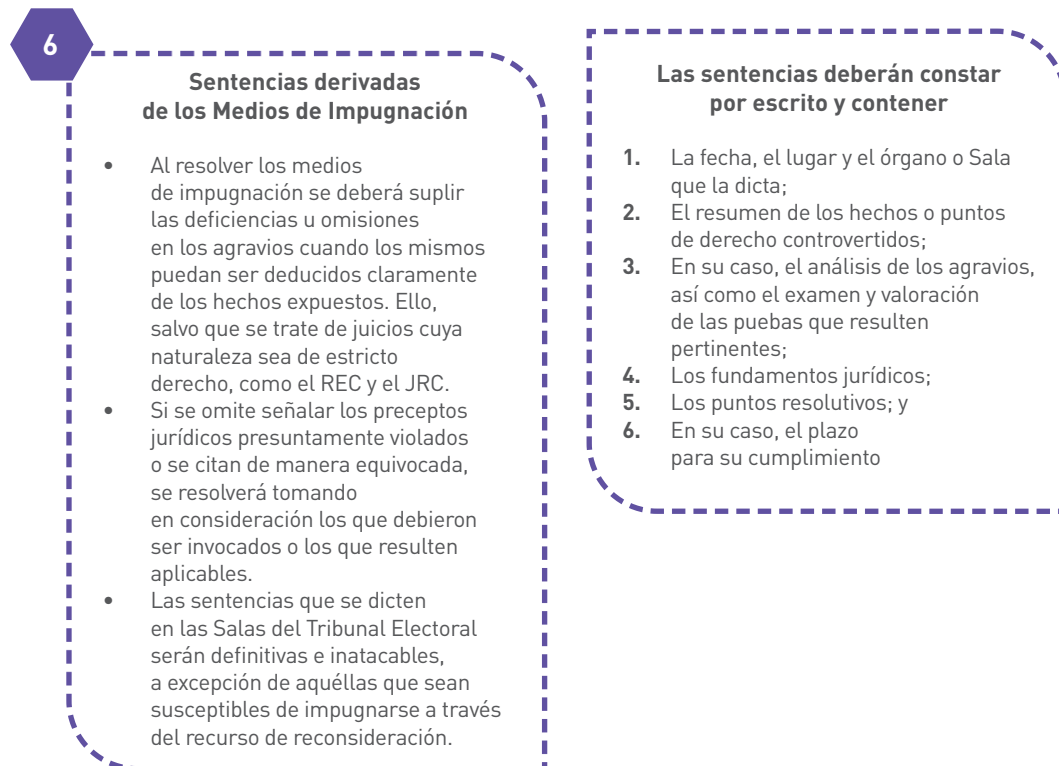 6
Sentencias derivadas
de los Medios de Impugnación
• Al resolver los medios
de impugnación se deberá suplir
las deficiencias u omisiones
en los agravios cuando los mismos
puedan ser deducidos claramente
de los hechos expuestos. Ello,
salvo que se trate de juicios cuya
naturaleza sea de estricto
derecho, como el REC y el JRC.
• Si se omite señalar los preceptos
jurídicos presuntamente violados
o se citan de manera equivocada,
se resolverá tomando
en consideración los que debieron
ser invocados o los que resulten
aplicables.
• Las sentencias que se dicten
en las Salas del Tribunal Electoral
serán definitivas e inatacables,
a excepción de aquéllas que sean
susceptibles de impugnarse a través
del recurso de reconsideración.
Las sentencias deberán constar
por escrito y contener
1. La fecha, el lugar y el órgano o Sala
que la dicta;
2. El resumen de los hechos o puntos
de derecho controvertidos;
3. En su caso, el análisis de los agravios,
así como el examen y valoración
de las puebas que resulten
pertinentes;
4. Los fundamentos jurídicos;
5. Los puntos resolutivos; y
6. En su caso, el plazo
para su cumplimiento